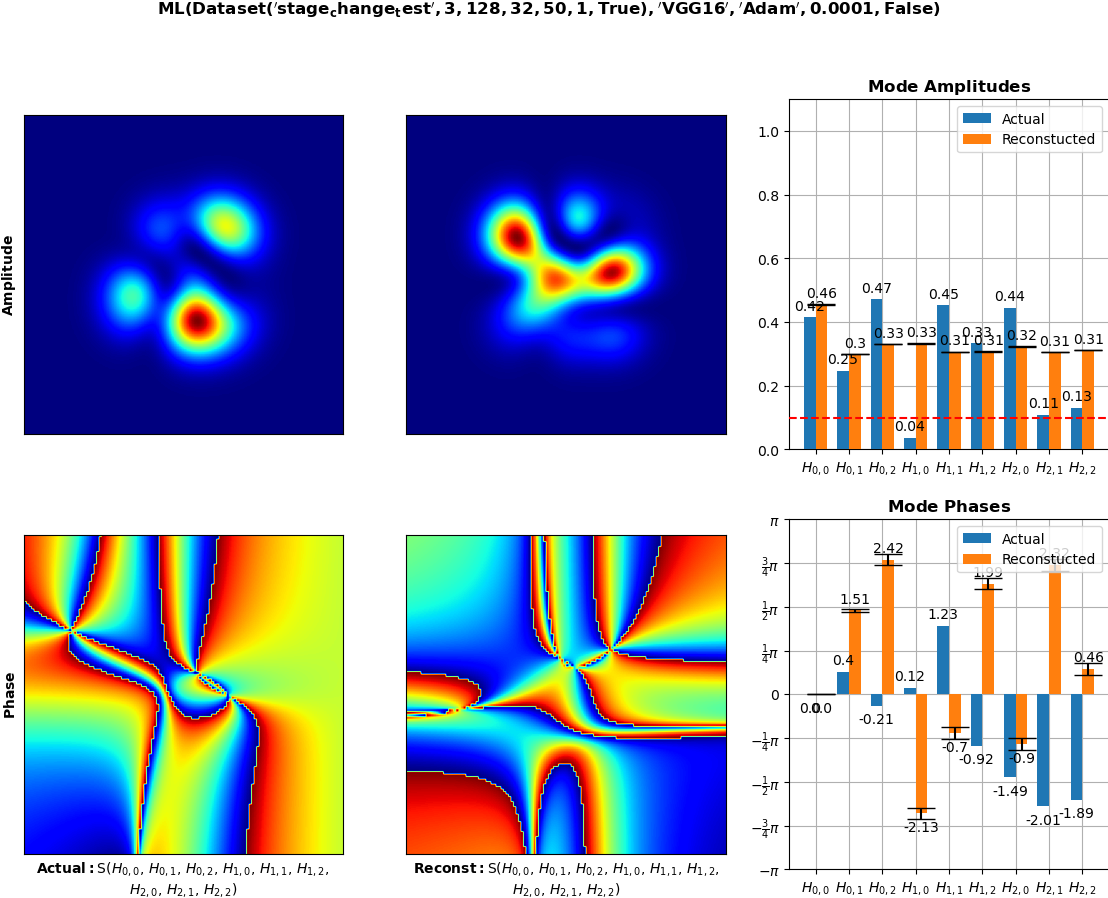 ML(Dataset('stage_change_test', 3, 128, 32, 50, 1, True), 'VGG16', 'Adam', 0.0001, False)
Amplitude
Mode Amplitudes
Actual
Reconstucted
1.0
0.8
0.6
0.4
0.2
0.0
0.42
0.46
0.25
0.3
0.47
0.33
0.04
0.33
0.45
0.31
0.33
0.31
0.44
0.32
0.11
0.31
0.13
0.31
H0,0 H0,1 H0,2 H1,0 H1,1 H1,2 H2,0 H2,1 H2,2
Phase
Actual: S(H0,0, H0,1, H0,2, H1,0, H1,1, H1,2,
H2,0, H2,1, H2,2)
Reconst: S(H0,0, H0,1, H0,2, H1,0, H1,1, H1,2,
H2,0, H2,1, H2,2)
Mode Phases
Actual
Reconstucted
π
3/4π
1/2π
1/4π
0
−1/4π
−1/2π
−3/4π
−π
0.0
0.0
0.4
1.51
-0.21
2.42
0.12
-2.13
1.23
-0.7
-0.92
1.99
-1.49
-0.9
-2.01
2.32
-1.89
0.46
H0,0 H0,1 H0,2 H1,0 H1,1 H1,2 H2,0 H2,1 H2,2